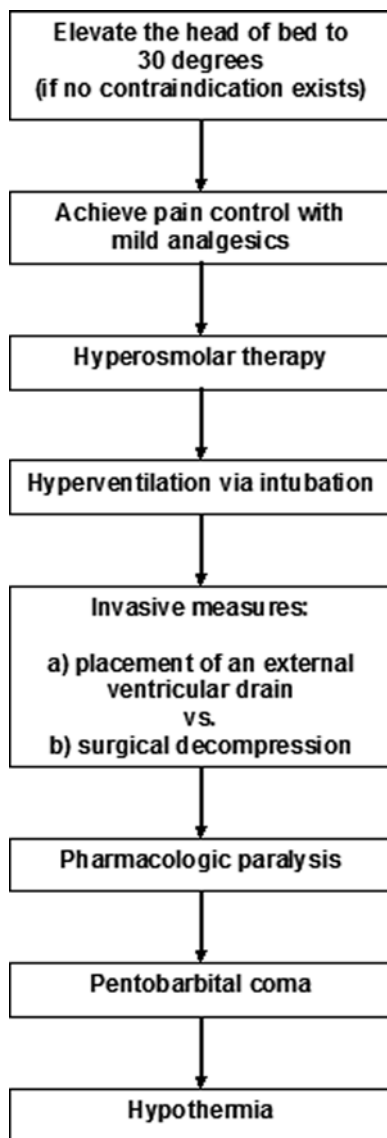 Elevate the head of bed to
30 degrees
(if no contraindication exists)
Achieve pain control with
mild analgesics
Hyperosmolar therapy
Hyperventilation via intubation
Invasive measures:
a) placement of an external
ventricular drain
vs.
b) surgical decompression
Pharmacologic paralysis
Pentobarbital coma
Hypothermia